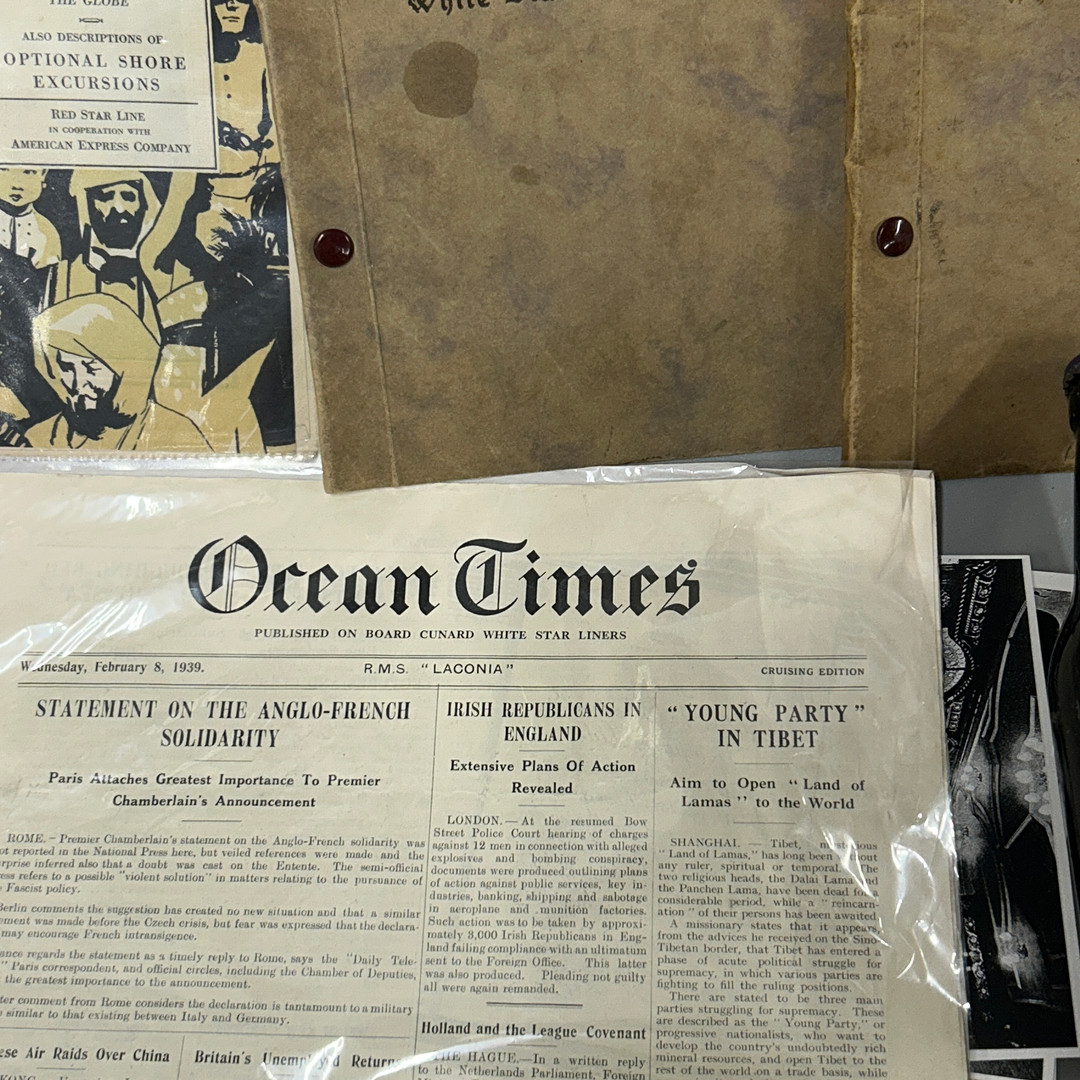 THE GLOBE
ALSO DESCRIPTIONS OF
OPTIONAL SHORE
EXCURSIONS
RED STAR LINE
IN COOPERATION WITH
AMERICAN EXPRESS COMPANY
White
Ocean Times
PUBLISHED ON BOARD CUNARD WHITE STAR LINERS
Wednesday, February 8, 1939.
R.M.S. "LACONIA"
CRUISING EDITION
STATEMENT ON THE ANGLO-FRENCH
SOLIDARITY
Paris Attaches Greatest Importance To Premier
Chamberlain's Announcement
ROME. – Premier Chamberlain's statement on the Anglo-French solidarity was
reported in the National Press here, but veiled references were made and the
inferred also that a doubt was cast on the Entente. The semi-official
refers to a possible "violent solution" in matters relating to the pursuance of
Fascist policy.
Berlin comments the suggestion has created no new situation and that a similar
was made before the Czech crisis, but fear was expressed that the declara-
may encourage French intransigence.
regards the statement as a timely reply to Rome, says the "Daily Tele-
" Paris correspondent, and official circles, including the Chamber of Deputies,
the greatest importance to the announcement.
comment from Rome considers the declaration is tantamount to a military
similar to that existing between Italy and Germany.
Air Raids Over China
Britain's Unemployed
IRISH REPUBLICANS IN
ENGLAND
Extensive Plans Of Action
Revealed
LONDON. — At the resumed Bow
Street Police Court hearing of charges
against 12 men in connection with alleged
explosives and bombing conspiracy,
documents were produced outlining plans
of action against public services, key in-
dustries, banking, shipping and sabotage
in aeroplane and munition factories.
Such action was to be taken by approxi-
mately 3,000 Irish Republicans in Eng-
land failing compliance with an ultimatum
sent to the Foreign Office. This latter
was also produced. Pleading not guilty
all were again remanded.
Holland and the League Covenant
THE HAGUE.—In a written reply
to the Netherlands Parliament, Foreign
"YOUNG PARTY"
IN TIBET
Aim to Open "Land of
Lamas" to the World
SHANGHAI — Tibet,
"Land of Lamas," has long been
any ruler, spiritual or temporal. The
two religious heads, the Dalai Lama and
the Panchen Lama, have been dead for a
considerable period, while a "reincarn-
ation" of their persons has been awaited.
A missionary states that it appears,
from the advices he received on the Sino-
Tibetan border, that Tibet has entered a
phase of acute political struggle for
supremacy, in which various parties are
fighting to fill the ruling positions.
There are stated to be three main
parties struggling for supremacy. These
are described as the "Young Party," or
progressive nationalists, who want to
develop the country's undoubtedly rich
mineral resources, and open Tibet to the
rest of the world on a trade basis, while